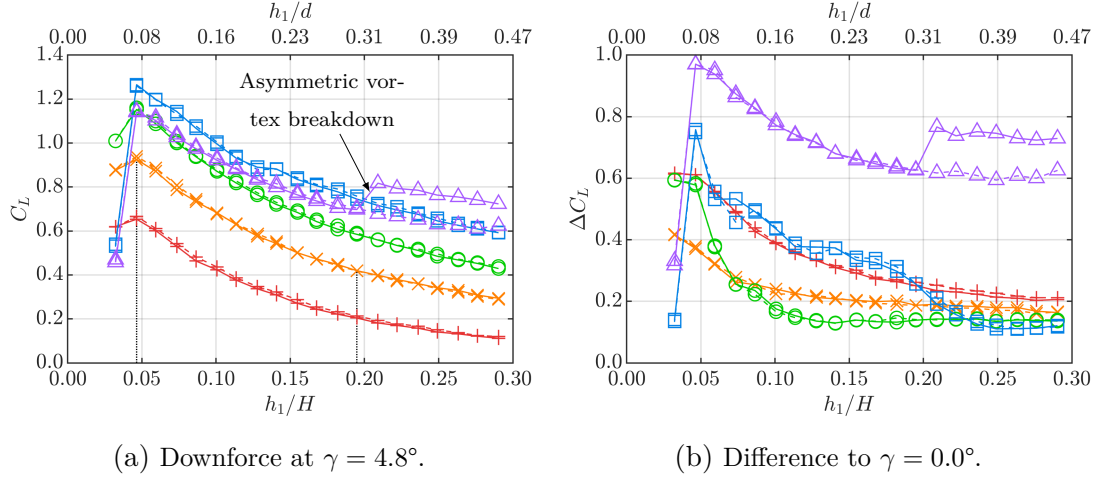 h₁/d
0.00 0.08 0.16 0.23 0.31 0.39 0.47
1.4
1.2
1.0
0.8
0.6
0.4
0.2
0.0
C_L
Asymmetric vor-
tex breakdown
0.00 0.05 0.10 0.15 0.20 0.25 0.30
h₁/H
(a) Downforce at γ = 4.8°.
h₁/d
0.00 0.08 0.16 0.23 0.31 0.39 0.47
1.0
0.8
0.6
0.4
0.2
0.0
ΔC_L
0.00 0.05 0.10 0.15 0.20 0.25 0.30
h₁/H
(b) Difference to γ = 0.0°.